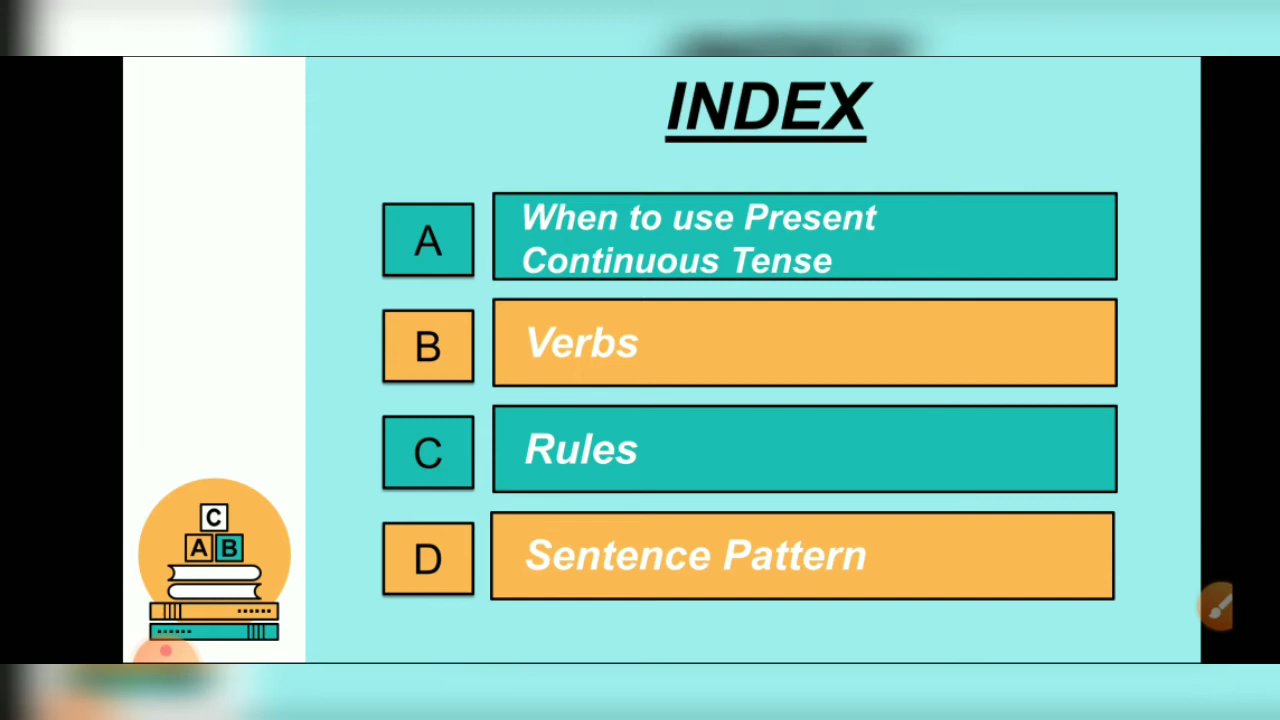 INDEX
A
When to use Present
Continuous Tense
B
Verbs
C
Rules
D
Sentence Pattern
C
A B